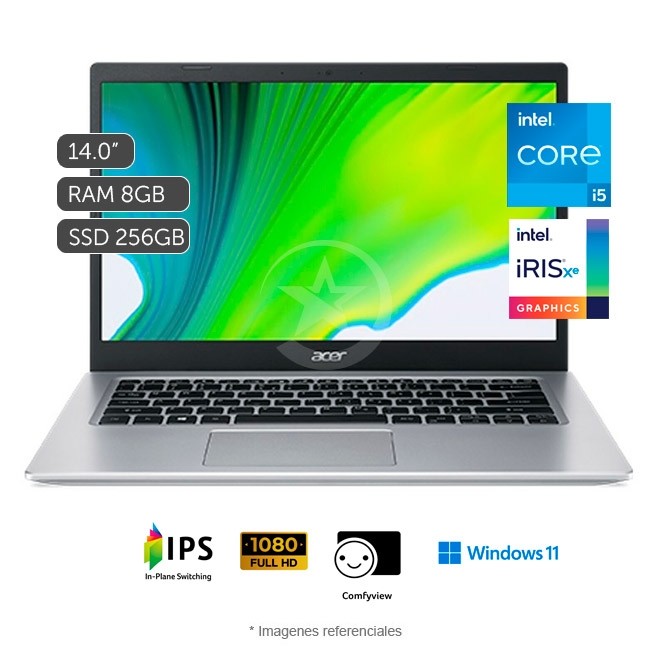 14.0"
RAM 8GB
SSD 256GB
intel.
CORE
i5
intel.
iRIS® Xe
GRAPHICS
acer
IPS
In-Plane Switching
1080
FULL HD
Comfyview
Windows 11
* Imagenes referenciales